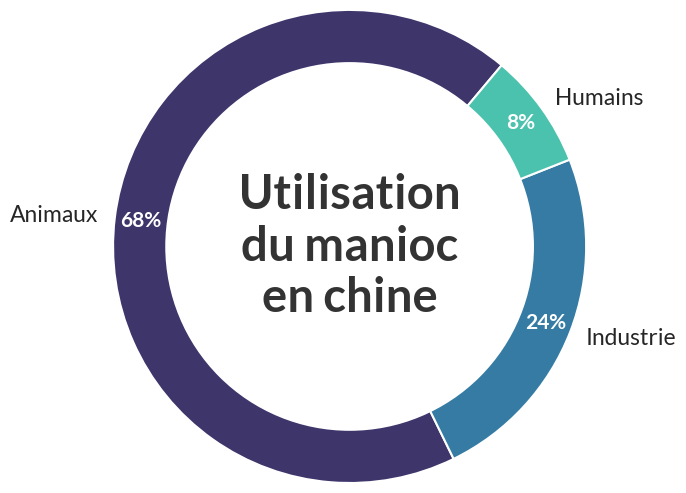 Humains
8%
Utilisation
du manioc
en chine
Animaux
68%
24%
Industrie